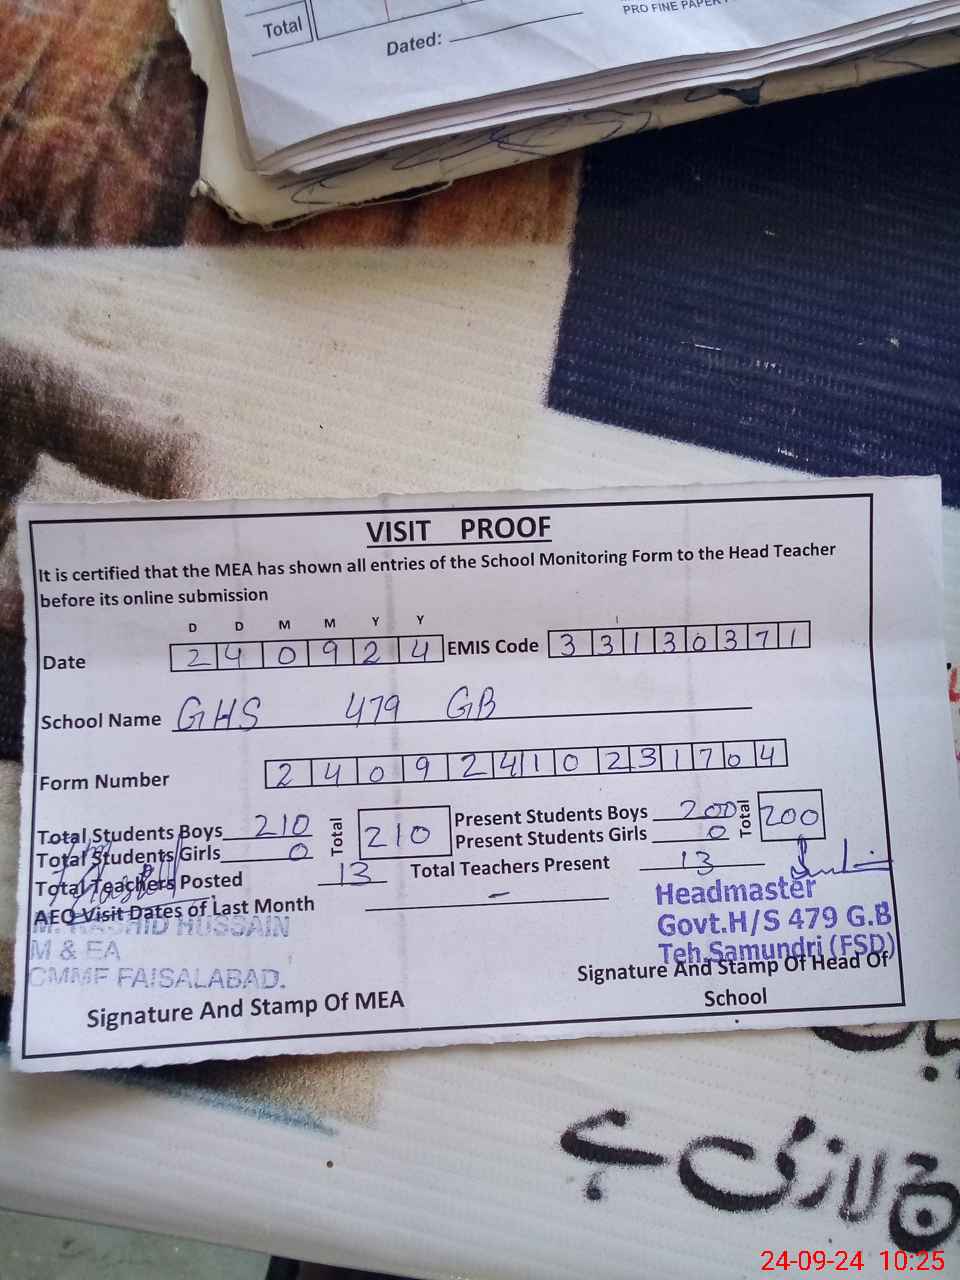 Total
Dated:
PRO FINE PAPER
VISIT PROOF
It is certified that the MEA has shown all entries of the School Monitoring Form to the Head Teacher
before its online submission
D D M M Y Y
Date 2 4 0 9 2 4 EMIS Code 3 3 1 3 0 3 7 1
School Name GHS 479 GB
Form Number 2 4 0 9 2 4 1 0 2 3 1 7 0 4
Total Students Boys 210 Total 210 Present Students Boys 200 Total 200
Total Students Girls 0 Present Students Girls 0
Total Teachers Posted 13 Total Teachers Present 13
AEO Visit Dates of Last Month -
M. RASHID HUSSAIN
M & EA
CMMF FAISALABAD.
Signature And Stamp Of MEA
Headmaster
Govt.H/S 479 G.B
Teh.Samundri (FSD)
Signature And Stamp Of Head Of
School
لازمی ہے
24-09-24 10:25